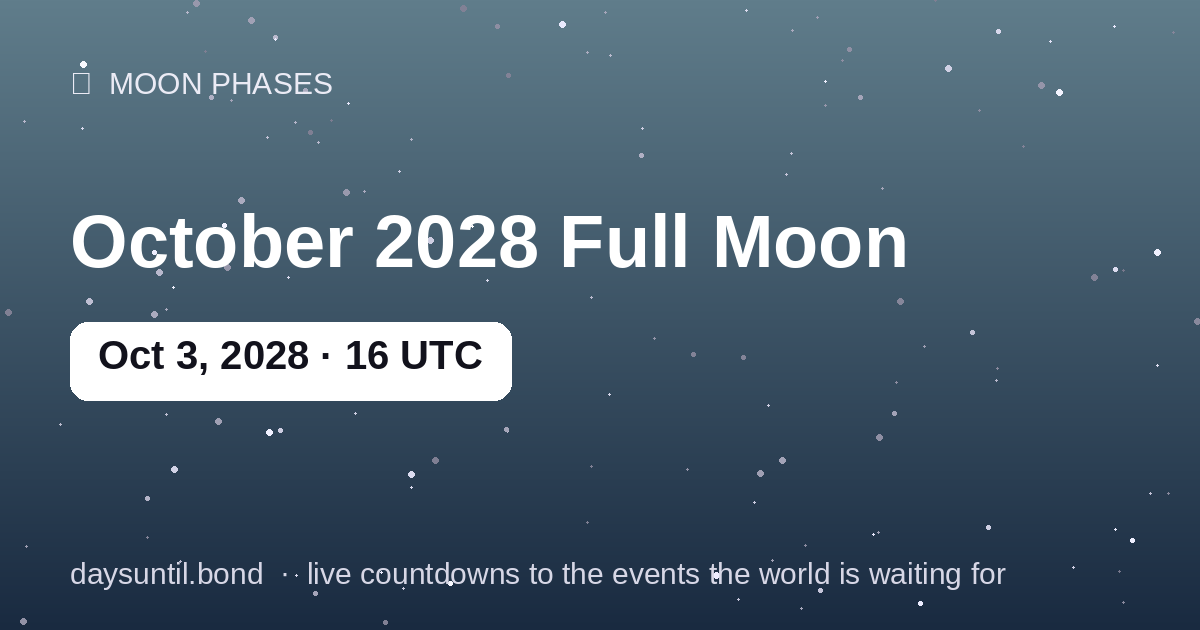 MOON PHASES
October 2028 Full Moon
Oct 3, 2028 · 16 UTC
daysuntil.bond · live countdowns to the events the world is waiting for